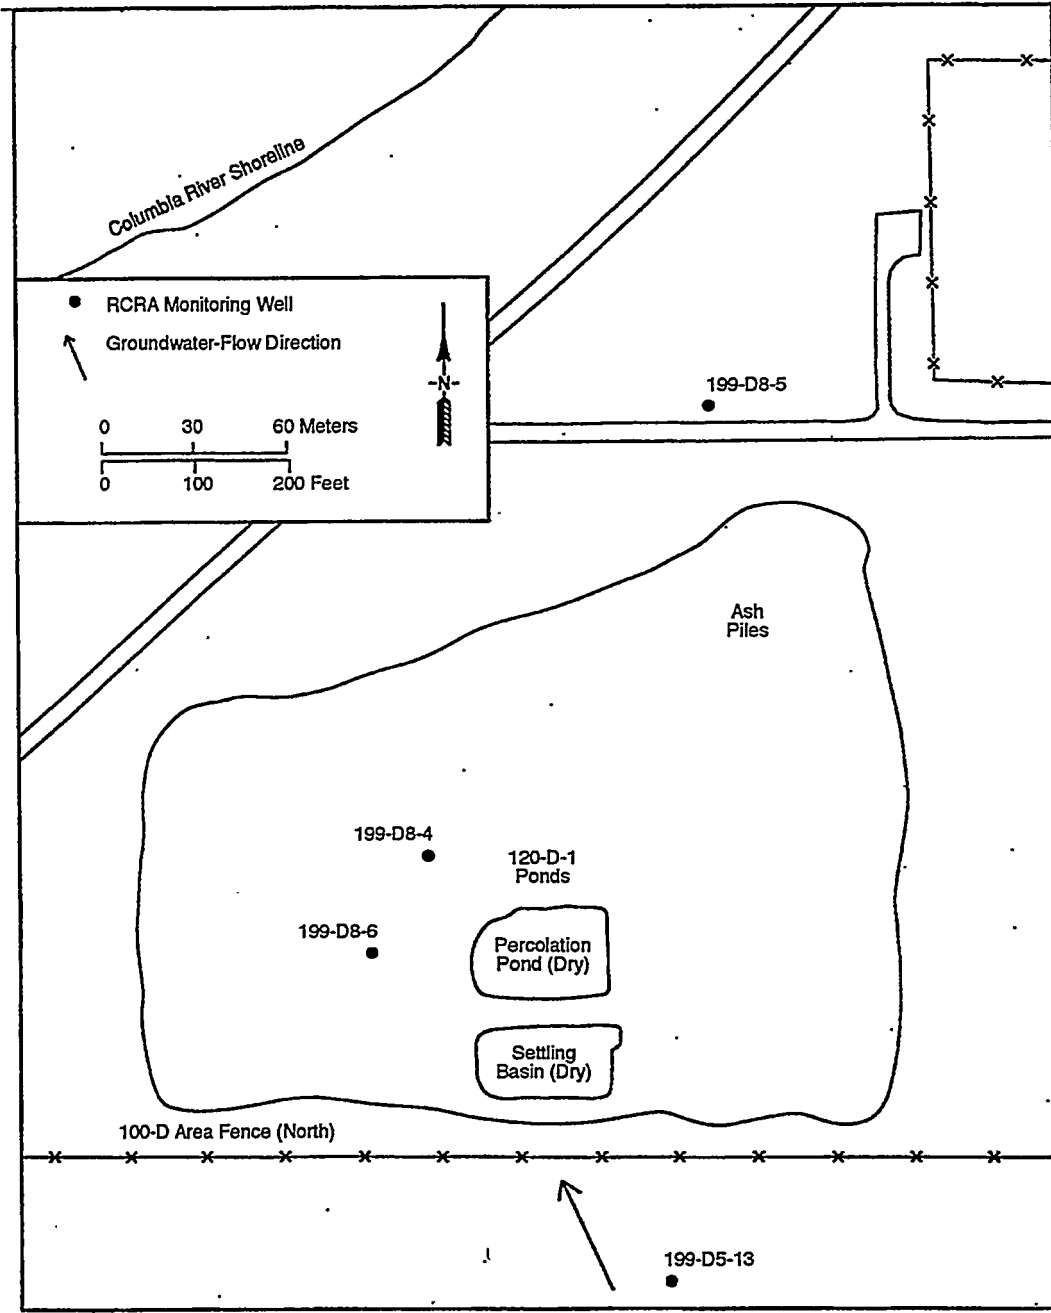 Columbia River Shoreline
RCRA Monitoring Well
Groundwater-Flow Direction
N
0 30 60 Meters
0 100 200 Feet
199-D8-5
Ash
Piles
199-D8-4
120-D-1
Ponds
199-D8-6
Percolation
Pond (Dry)
Settling
Basin (Dry)
100-D Area Fence (North)
199-D5-13